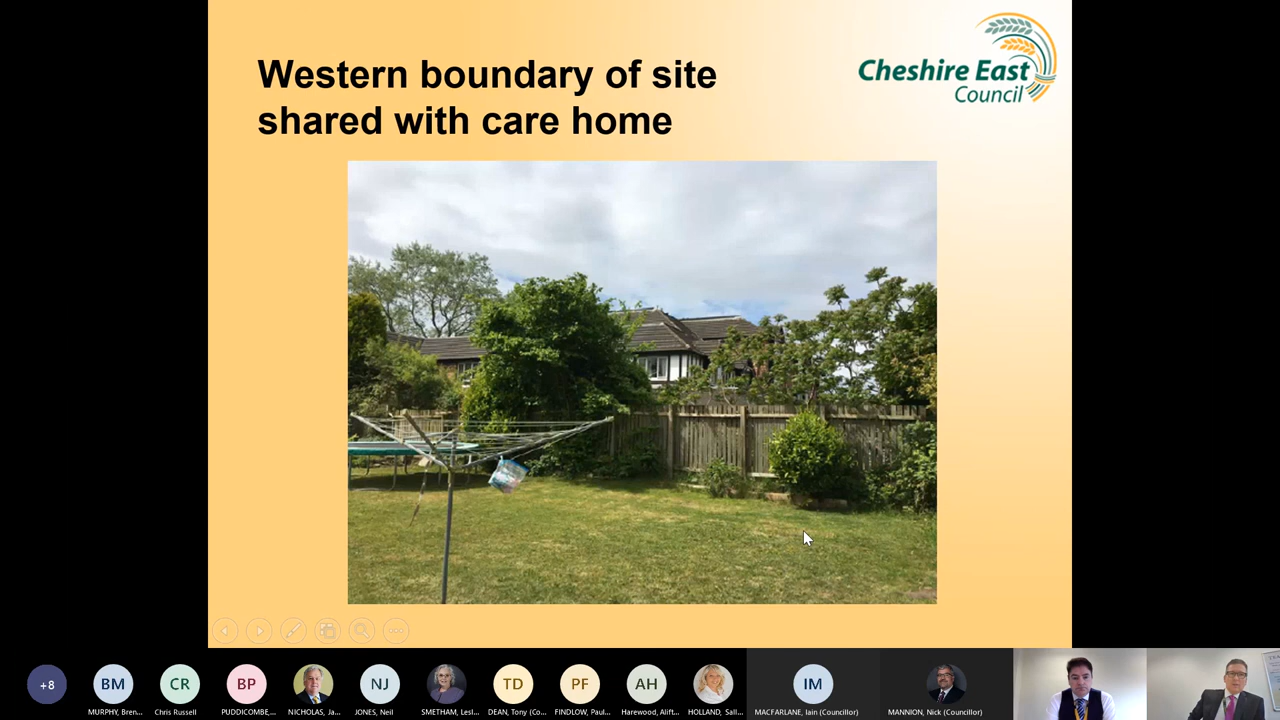 Western boundary of site
shared with care home
Cheshire East
Council
+8
BM
CR
BP
NJ
TD
PF
AH
IM
MURPHY, Bren...
Chris Russell
PUDDICOMBE,...
NICHOLAS, Ja...
JONES, Neil
SMETHAM, Lesl...
DEAN, Tony (Co...
FINDLOW, Paul...
Harewood, Alift...
HOLLAND, Sall...
MACFARLANE, Iain (Councillor)
MANNION, Nick (Councillor)